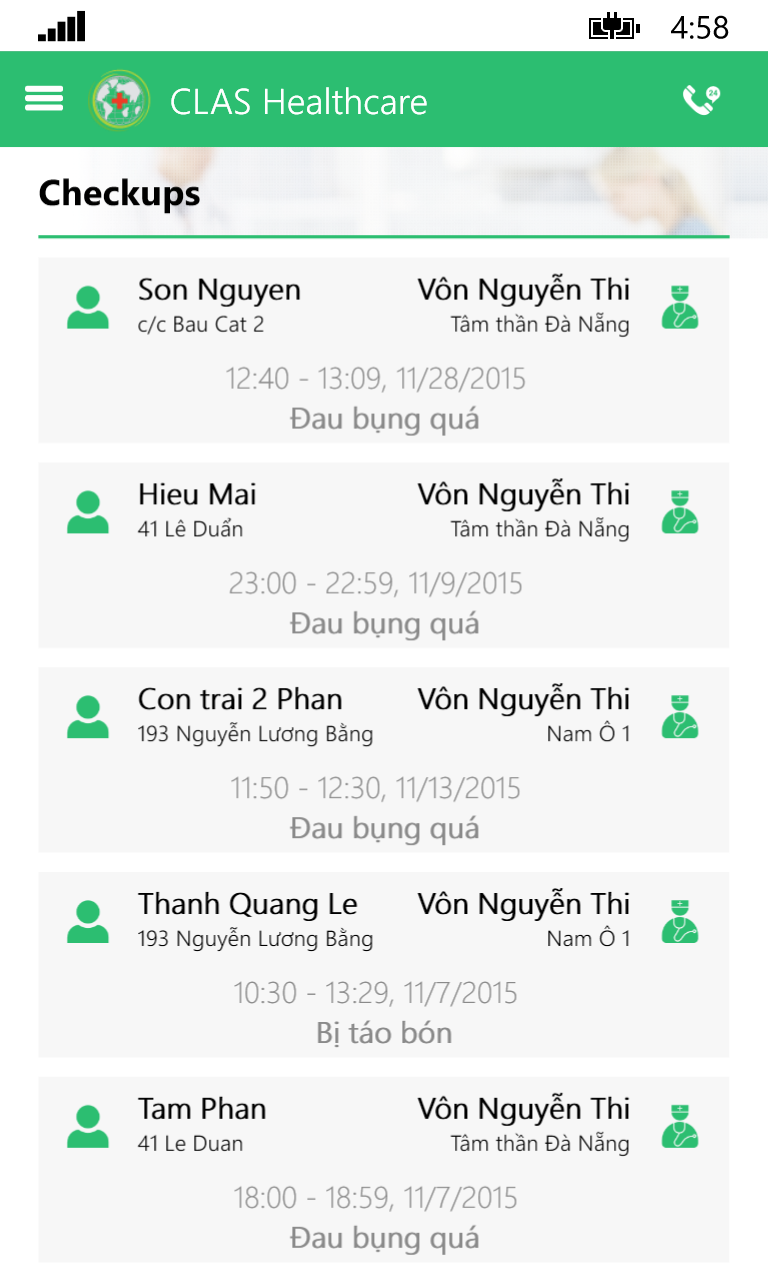 4:58
CLAS Healthcare
24
Checkups
Son Nguyen Vôn Nguyễn Thi
c/c Bau Cat 2 Tâm thần Đà Nẵng
12:40 - 13:09, 11/28/2015
Đau bụng quá
Hieu Mai Vôn Nguyễn Thi
41 Lê Duẩn Tâm thần Đà Nẵng
23:00 - 22:59, 11/9/2015
Đau bụng quá
Con trai 2 Phan Vôn Nguyễn Thi
193 Nguyễn Lương Bằng Nam Ô 1
11:50 - 12:30, 11/13/2015
Đau bụng quá
Thanh Quang Le Vôn Nguyễn Thi
193 Nguyễn Lương Bằng Nam Ô 1
10:30 - 13:29, 11/7/2015
Bị táo bón
Tam Phan Vôn Nguyễn Thi
41 Le Duan Tâm thần Đà Nẵng
18:00 - 18:59, 11/7/2015
Đau bụng quá